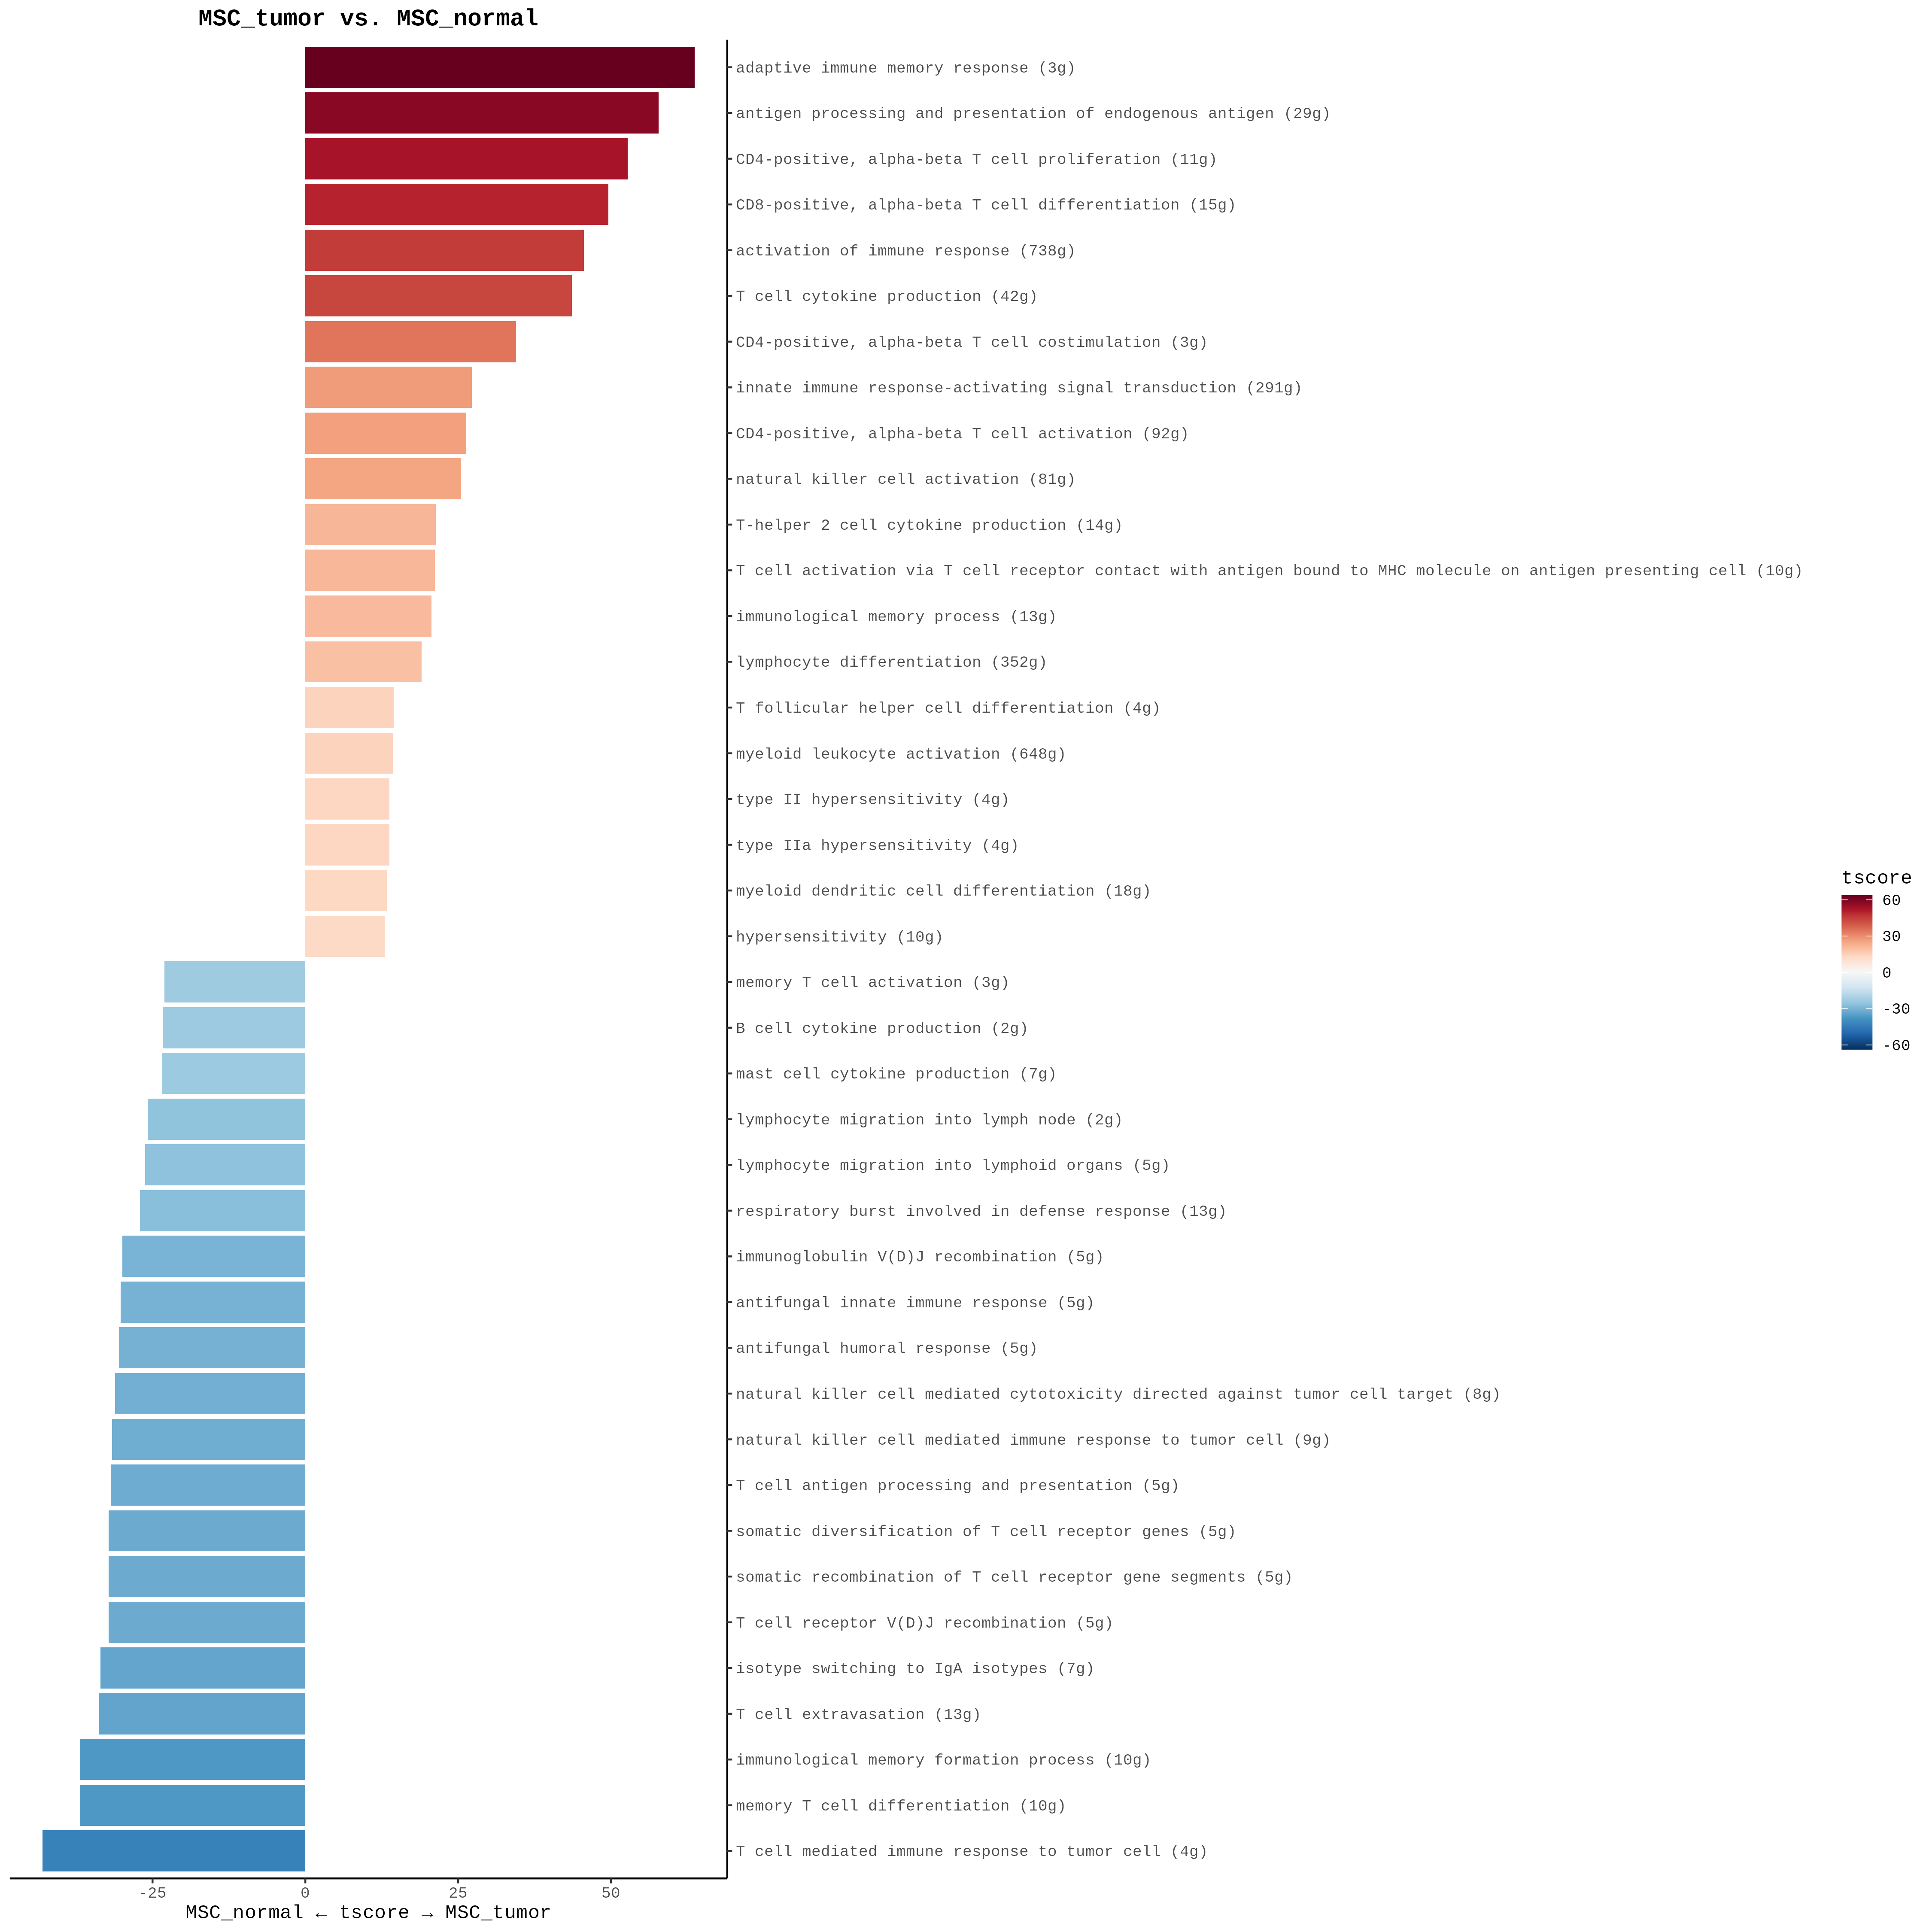 MSC_tumor vs. MSC_normal
adaptive immune memory response (3g)
antigen processing and presentation of endogenous antigen (29g)
CD4-positive, alpha-beta T cell proliferation (11g)
CD8-positive, alpha-beta T cell differentiation (15g)
activation of immune response (738g)
T cell cytokine production (42g)
CD4-positive, alpha-beta T cell costimulation (3g)
innate immune response-activating signal transduction (291g)
CD4-positive, alpha-beta T cell activation (92g)
natural killer cell activation (81g)
T-helper 2 cell cytokine production (14g)
T cell activation via T cell receptor contact with antigen bound to MHC molecule on antigen presenting cell (10g)
immunological memory process (13g)
lymphocyte differentiation (352g)
T follicular helper cell differentiation (4g)
myeloid leukocyte activation (648g)
type II hypersensitivity (4g)
type IIa hypersensitivity (4g)
myeloid dendritic cell differentiation (18g)
hypersensitivity (10g)
memory T cell activation (3g)
B cell cytokine production (2g)
mast cell cytokine production (7g)
lymphocyte migration into lymph node (2g)
lymphocyte migration into lymphoid organs (5g)
respiratory burst involved in defense response (13g)
immunoglobulin V(D)J recombination (5g)
antifungal innate immune response (5g)
antifungal humoral response (5g)
natural killer cell mediated cytotoxicity directed against tumor cell target (8g)
natural killer cell mediated immune response to tumor cell (9g)
T cell antigen processing and presentation (5g)
somatic diversification of T cell receptor genes (5g)
somatic recombination of T cell receptor gene segments (5g)
T cell receptor V(D)J recombination (5g)
isotype switching to IgA isotypes (7g)
T cell extravasation (13g)
immunological memory formation process (10g)
memory T cell differentiation (10g)
T cell mediated immune response to tumor cell (4g)
-25 0 25 50
MSC_normal ← tscore → MSC_tumor
tscore
60
30
0
-30
-60